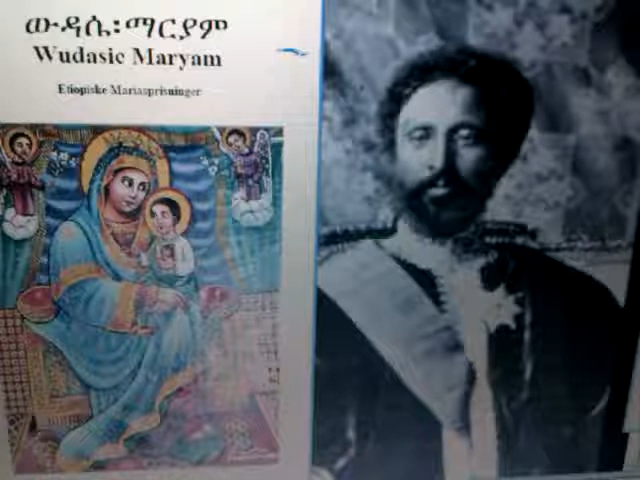 ውዳሴ፡ማርያም
Wudasie Maryam
Etiopiske Mariaprisninger